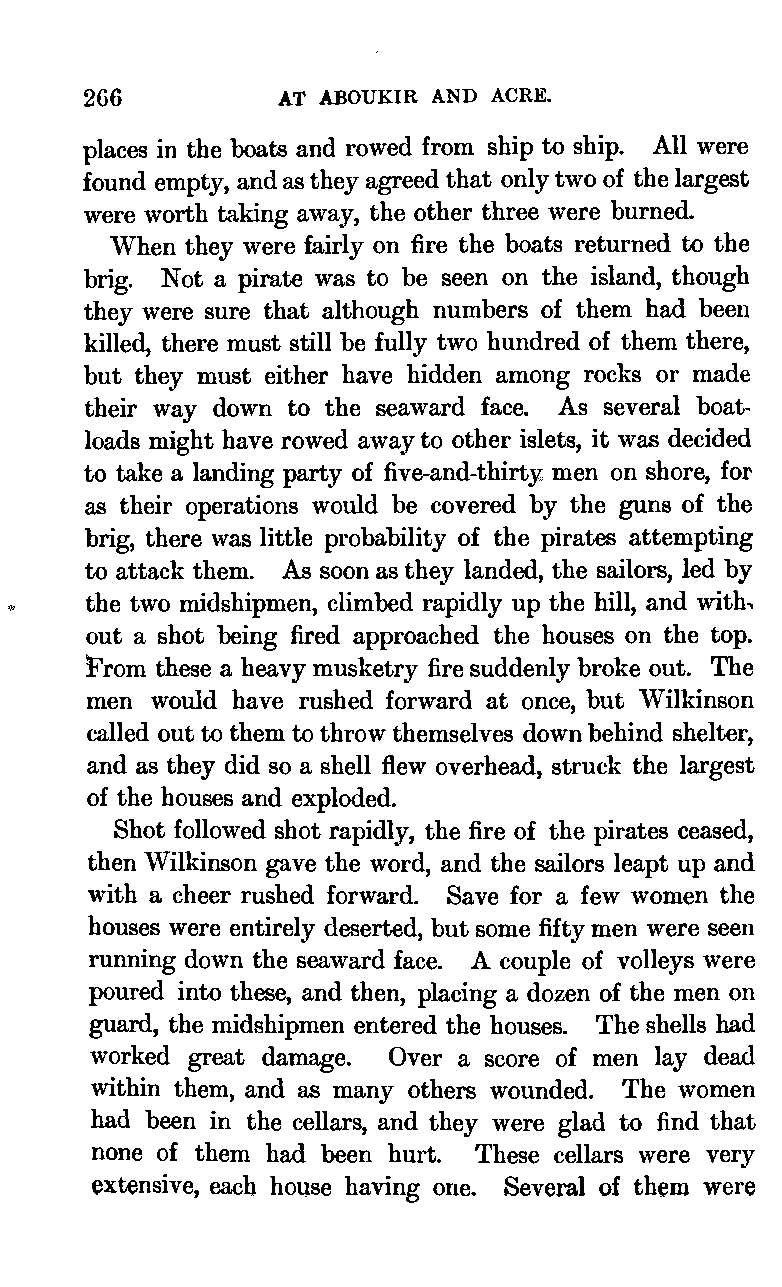 266 AT ABOUKIR AND ACRE.
places in the boats and rowed from ship to ship. All were
found empty, and as they agreed that only two of the largest
were worth taking away, the other three were burned.
When they were fairly on fire the boats returned to the
brig. Not a pirate was to be seen on the island, though
they were sure that although numbers of them had been
killed, there must still be fully two hundred of them there,
but they must either have hidden among rocks or made
their way down to the seaward face. As several boat-
loads might have rowed away to other islets, it was decided
to take a landing party of five-and-thirty men on shore, for
as their operations would be covered by the guns of the
brig, there was little probability of the pirates attempting
to attack them. As soon as they landed, the sailors, led by
the two midshipmen, climbed rapidly up the hill, and with-
out a shot being fired approached the houses on the top.
From these a heavy musketry fire suddenly broke out. The
men would have rushed forward at once, but Wilkinson
called out to them to throw themselves down behind shelter,
and as they did so a shell flew overhead, struck the largest
of the houses and exploded.
Shot followed shot rapidly, the fire of the pirates ceased,
then Wilkinson gave the word, and the sailors leapt up and
with a cheer rushed forward. Save for a few women the
houses were entirely deserted, but some fifty men were seen
running down the seaward face. A couple of volleys were
poured into these, and then, placing a dozen of the men on
guard, the midshipmen entered the houses. The shells had
worked great damage. Over a score of men lay dead
within them, and as many others wounded. The women
had been in the cellars, and they were glad to find that
none of them had been hurt. These cellars were very
extensive, each house having one. Several of them were